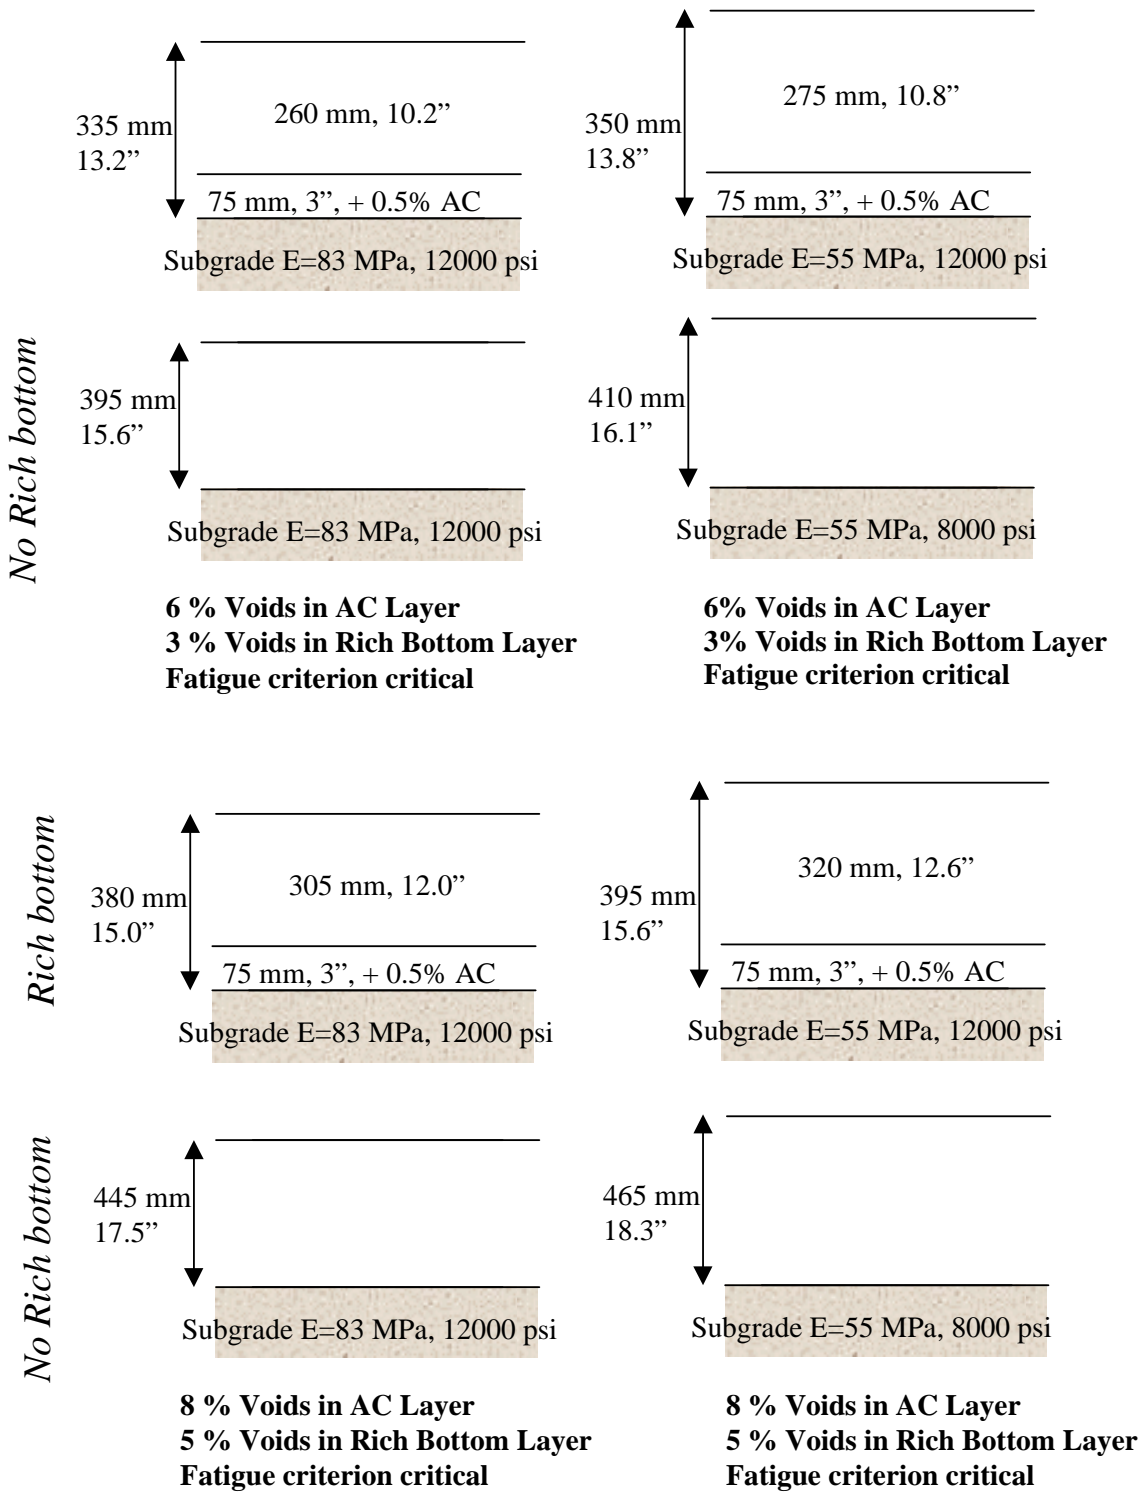 260 mm, 10.2”
335 mm
13.2”
75 mm, 3”, + 0.5% AC
Subgrade E=83 MPa, 12000 psi
275 mm, 10.8”
350 mm
13.8”
75 mm, 3”, + 0.5% AC
Subgrade E=55 MPa, 12000 psi
No Rich bottom
395 mm
15.6”
Subgrade E=83 MPa, 12000 psi
410 mm
16.1”
Subgrade E=55 MPa, 8000 psi
6 % Voids in AC Layer
3 % Voids in Rich Bottom Layer
Fatigue criterion critical
6% Voids in AC Layer
3% Voids in Rich Bottom Layer
Fatigue criterion critical
Rich bottom
305 mm, 12.0”
380 mm
15.0”
75 mm, 3”, + 0.5% AC
Subgrade E=83 MPa, 12000 psi
320 mm, 12.6”
395 mm
15.6”
75 mm, 3”, + 0.5% AC
Subgrade E=55 MPa, 12000 psi
No Rich bottom
445 mm
17.5”
Subgrade E=83 MPa, 12000 psi
465 mm
18.3”
Subgrade E=55 MPa, 8000 psi
8 % Voids in AC Layer
5 % Voids in Rich Bottom Layer
Fatigue criterion critical
8 % Voids in AC Layer
5 % Voids in Rich Bottom Layer
Fatigue criterion critical